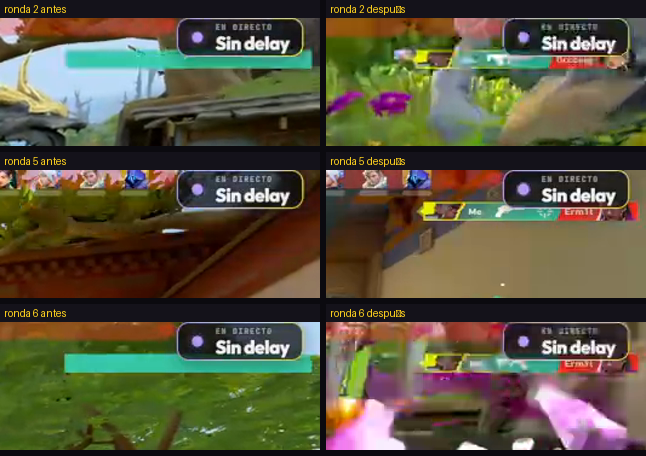 ronda 2 antes
EN DIRECTO
Sin delay
ronda 2 despu□s
EN DIRECTO
Sin delay
ronda 5 antes
EN DIRECTO
Sin delay
ronda 5 despu□s
EN DIRECTO
Sin delay
Me
ronda 6 antes
EN DIRECTO
Sin delay
ronda 6 despu□s
EN DIRECTO
Sin delay